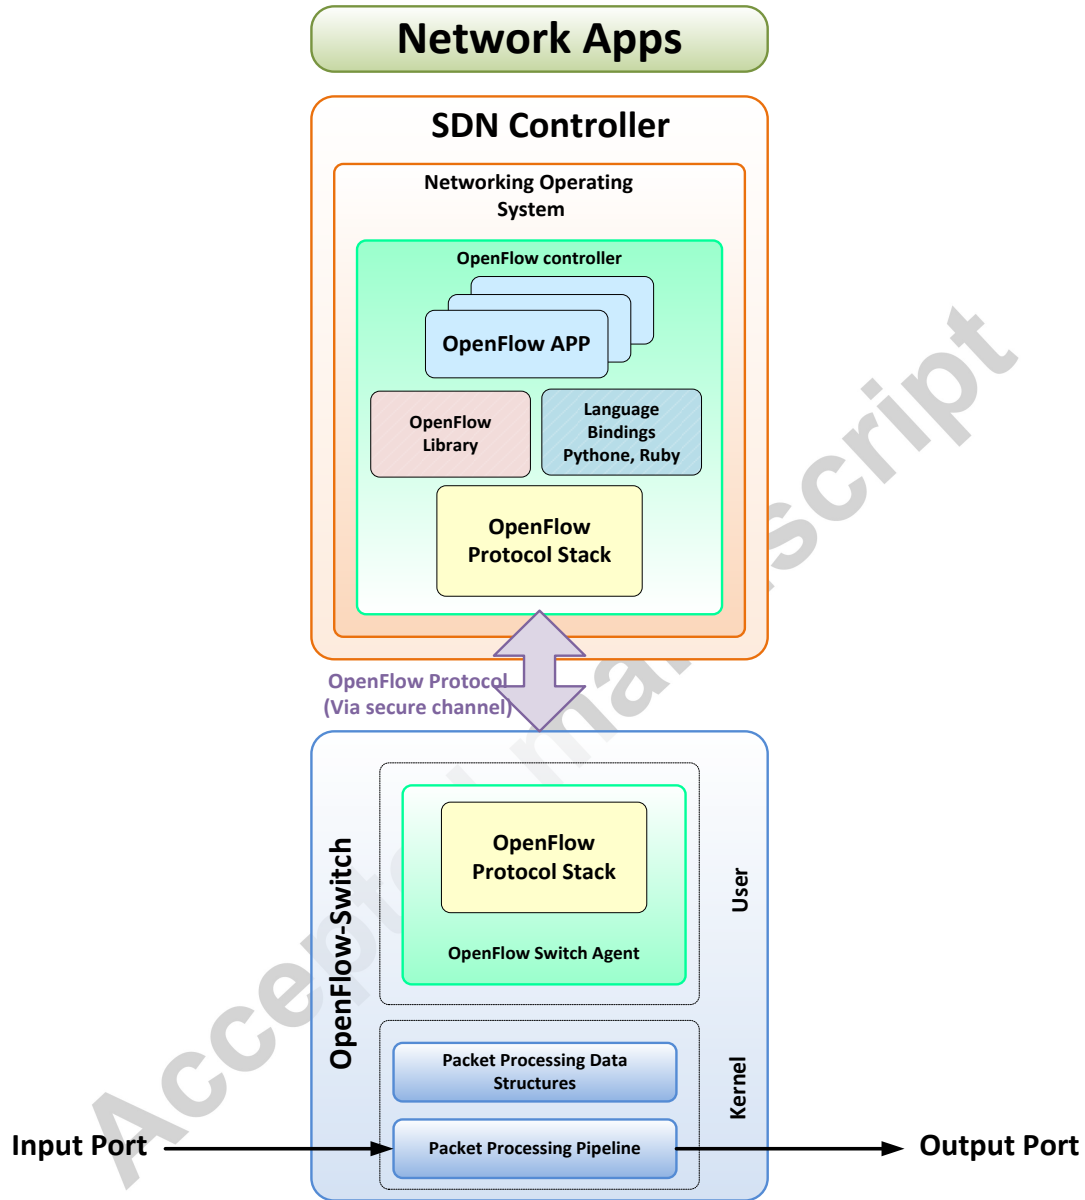 Network Apps
SDN Controller
Networking Operating
System
OpenFlow controller
OpenFlow APP
OpenFlow
Library
Language
Bindings
Pythone, Ruby
OpenFlow
Protocol Stack
OpenFlow Protocol
(Via secure channel)
OpenFlow-Switch
OpenFlow
Protocol Stack
OpenFlow Switch Agent
User
Packet Processing Data
Structures
Kernel
Input Port
Packet Processing Pipeline
Output Port
Accepted manuscript